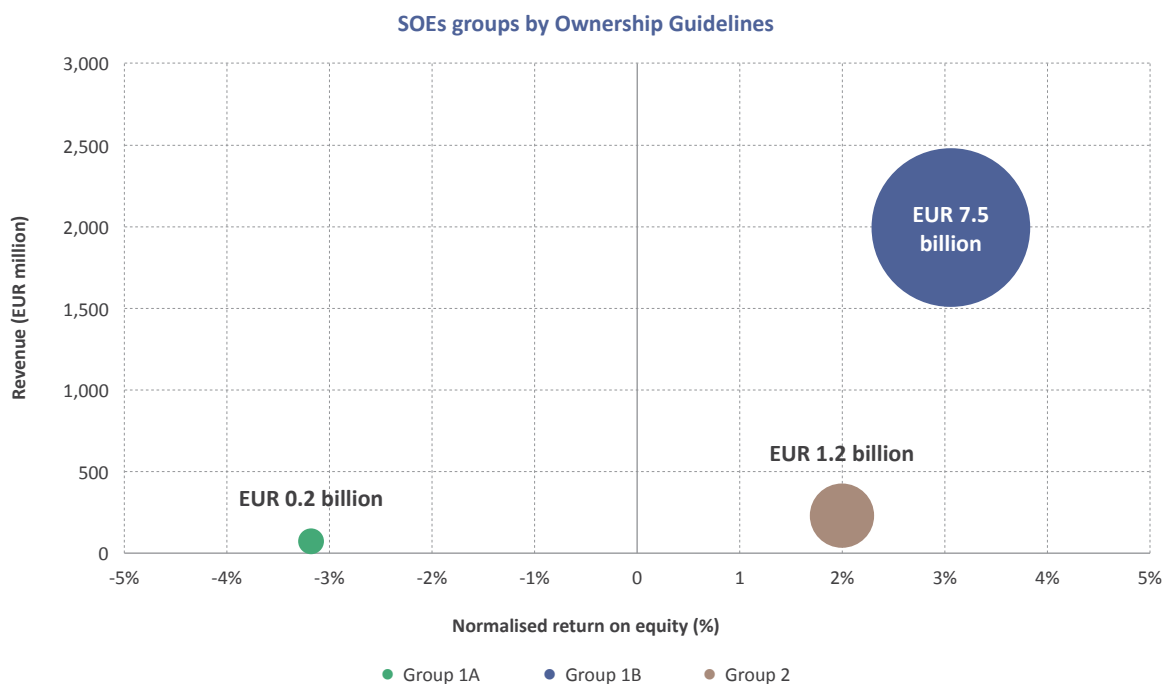 SOEs groups by Ownership Guidelines
Revenue (EUR million)
3,000
2,500
2,000
1,500
1,000
500
0
EUR 7.5
billion
EUR 1.2 billion
EUR 0.2 billion
-5%
-4%
-3%
-2%
-1%
0
1
2%
3%
4%
5%
Normalised return on equity (%)
Group 1A
Group 1B
Group 2